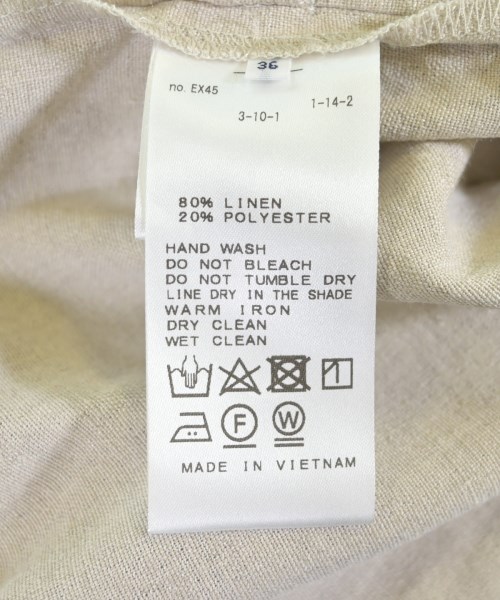 36
no. EX45
1-14-2
3-10-1
80% LINEN
20% POLYESTER
HAND WASH
DO NOT BLEACH
DO NOT TUMBLE DRY
LINE DRY IN THE SHADE
WARM IRON
DRY CLEAN
WET CLEAN
F W
MADE IN VIETNAM